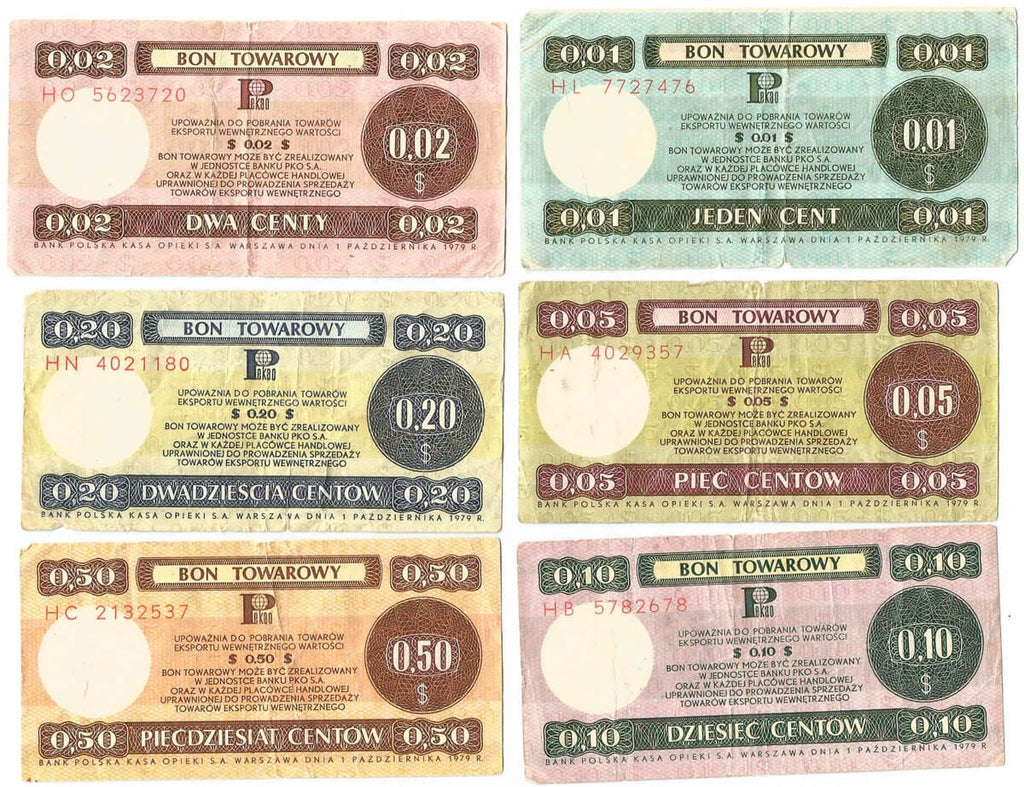 0,02 BON TOWAROWY 0,02
HO 5623720
Pekao
UPOWAŻNIA DO POBRANIA TOWARÓW
EKSPORTU WEWNĘTRZNEGO WARTOŚCI
$ 0.02 $
BON TOWAROWY MOŻE BYĆ ZREALIZOWANY
W JEDNOSTCE BANKU PKO S.A.
ORAZ W KAŻDEJ PLACÓWCE HANDLOWEJ
UPRAWNIONEJ DO PROWADZENIA SPRZEDAŻY
TOWARÓW EKSPORTU WEWNĘTRZNEGO
0,02
$
0,02 DWA CENTY 0,02
BANK POLSKA KASA OPIEKI S.A. WARSZAWA DNIA 1 PAŹDZIERNIKA 1979 R.
0,01 BON TOWAROWY 0,01
HL 7727476
Pekao
UPOWAŻNIA DO POBRANIA TOWARÓW
EKSPORTU WEWNĘTRZNEGO WARTOŚCI
$ 0.01 $
BON TOWAROWY MOŻE BYĆ ZREALIZOWANY
W JEDNOSTCE BANKU PKO S.A.
ORAZ W KAŻDEJ PLACÓWCE HANDLOWEJ
UPRAWNIONEJ DO PROWADZENIA SPRZEDAŻY
TOWARÓW EKSPORTU WEWNĘTRZNEGO
0,01
$
0,01 JEDEN CENT 0,01
BANK POLSKA KASA OPIEKI S.A. WARSZAWA DNIA 1 PAŹDZIERNIKA 1979 R.
0,20 BON TOWAROWY 0,20
HN 4021180
Pekao
UPOWAŻNIA DO POBRANIA TOWARÓW
EKSPORTU WEWNĘTRZNEGO WARTOŚCI
$ 0.20 $
BON TOWAROWY MOŻE BYĆ ZREALIZOWANY
W JEDNOSTCE BANKU PKO S.A.
ORAZ W KAŻDEJ PLACÓWCE HANDLOWEJ
UPRAWNIONEJ DO PROWADZENIA SPRZEDAŻY
TOWARÓW EKSPORTU WEWNĘTRZNEGO
0.20
$
0,20 DWADZIEŚCIA CENTÓW 0,20
BANK POLSKA KASA OPIEKI S.A. WARSZAWA DNIA 1 PAŹDZIERNIKA 1979 R.
0,05 BON TOWAROWY 0,05
HA 4029357
Pekao
UPOWAŻNIA DO POBRANIA TOWARÓW
EKSPORTU WEWNĘTRZNEGO WARTOŚCI
$ 0.05 $
BON TOWAROWY MOŻE BYĆ ZREALIZOWANY
W JEDNOSTCE BANKU PKO S.A.
ORAZ W KAŻDEJ PLACÓWCE HANDLOWEJ
UPRAWNIONEJ DO PROWADZENIA SPRZEDAŻY
TOWARÓW EKSPORTU WEWNĘTRZNEGO
0,05
$
0,05 PIĘĆ CENTÓW 0,05
BANK POLSKA KASA OPIEKI S.A. WARSZAWA DNIA 1 PAŹDZIERNIKA 1979 R.
0,50 BON TOWAROWY 0,50
HC 2132537
Pekao
UPOWAŻNIA DO POBRANIA TOWARÓW
EKSPORTU WEWNĘTRZNEGO WARTOŚCI
$ 0.50 $
BON TOWAROWY MOŻE BYĆ ZREALIZOWANY
W JEDNOSTCE BANKU PKO S.A.
ORAZ W KAŻDEJ PLACÓWCE HANDLOWEJ
UPRAWNIONEJ DO PROWADZENIA SPRZEDAŻY
TOWARÓW EKSPORTU WEWNĘTRZNEGO
0,50
$
0,50 PIĘĆDZIESIĄT CENTÓW 0,50
BANK POLSKA KASA OPIEKI S.A. WARSZAWA DNIA 1 PAŹDZIERNIKA 1979 R.
0,10 BON TOWAROWY 0,10
HB 5782678
Pekao
UPOWAŻNIA DO POBRANIA TOWARÓW
EKSPORTU WEWNĘTRZNEGO WARTOŚCI
$ 0.10 $
BON TOWAROWY MOŻE BYĆ ZREALIZOWANY
W JEDNOSTCE BANKU PKO S.A.
ORAZ W KAŻDEJ PLACÓWCE HANDLOWEJ
UPRAWNIONEJ DO PROWADZENIA SPRZEDAŻY
TOWARÓW EKSPORTU WEWNĘTRZNEGO
0,10
$
0,10 DZIESIĘĆ CENTÓW 0,10
BANK POLSKA KASA OPIEKI S.A. WARSZAWA DNIA 1 PAŹDZIERNIKA 1979 R.